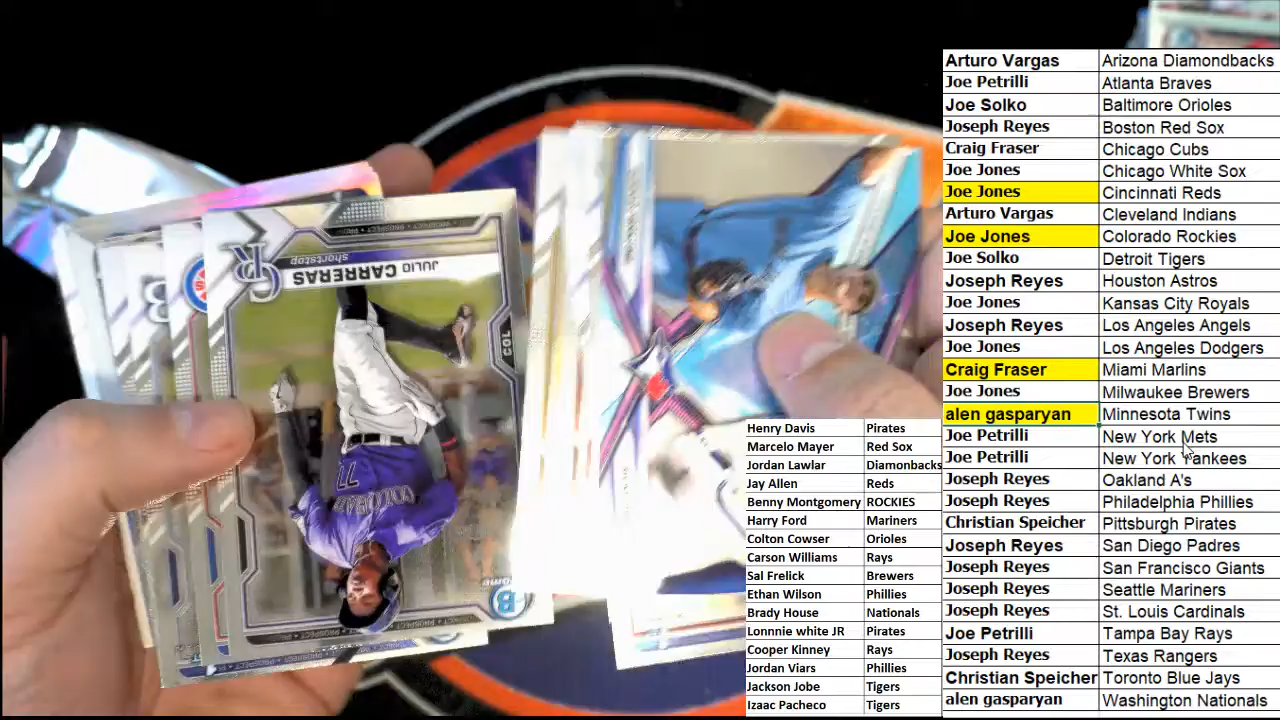 JULIO CARRERAS
shortstop
CR
COL
COLORADO
11
B
Arturo Vargas Arizona Diamondbacks
Joe Petrilli Atlanta Braves
Joe Solko Baltimore Orioles
Joseph Reyes Boston Red Sox
Craig Fraser Chicago Cubs
Joe Jones Chicago White Sox
Joe Jones Cincinnati Reds
Arturo Vargas Cleveland Indians
Joe Jones Colorado Rockies
Joe Solko Detroit Tigers
Joseph Reyes Houston Astros
Joe Jones Kansas City Royals
Joseph Reyes Los Angeles Angels
Joe Jones Los Angeles Dodgers
Craig Fraser Miami Marlins
Joe Jones Milwaukee Brewers
alen gasparyan Minnesota Twins
Joe Petrilli New York Mets
Joe Petrilli New York Yankees
Joseph Reyes Oakland A's
Joseph Reyes Philadelphia Phillies
Christian Speicher Pittsburgh Pirates
Joseph Reyes San Diego Padres
Joseph Reyes San Francisco Giants
Joseph Reyes Seattle Mariners
Joseph Reyes St. Louis Cardinals
Joe Petrilli Tampa Bay Rays
Joseph Reyes Texas Rangers
Christian Speicher Toronto Blue Jays
alen gasparyan Washington Nationals
Henry Davis Pirates
Marcelo Mayer Red Sox
Jordan Lawlar Diamonbacks
Jay Allen Reds
Benny Montgomery ROCKIES
Harry Ford Mariners
Colton Cowser Orioles
Carson Williams Rays
Sal Frelick Brewers
Ethan Wilson Phillies
Brady House Nationals
Lonnnie white JR Pirates
Cooper Kinney Rays
Jordan Viars Phillies
Jackson Jobe Tigers
Izaac Pacheco Tigers